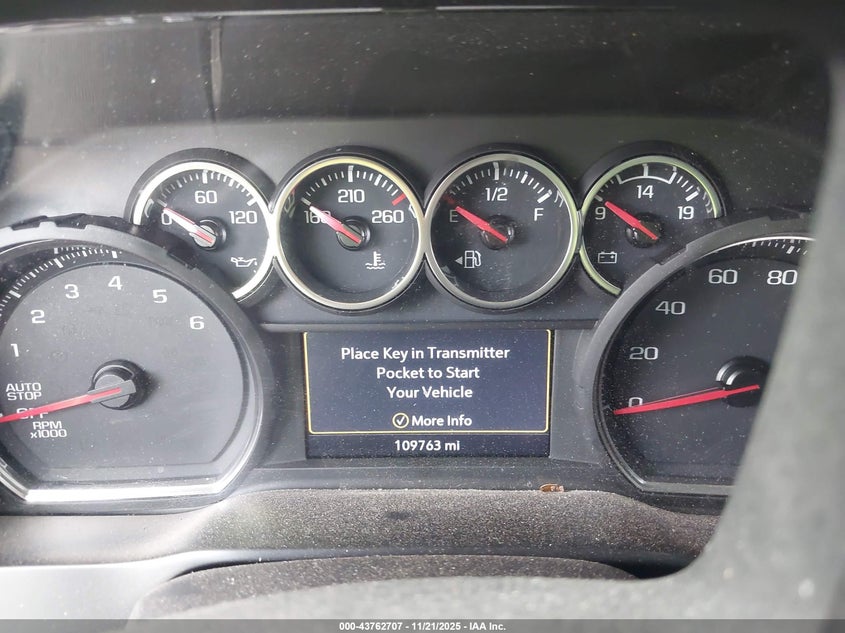 0 60 120
160 210 260
E 1/2 F
9 14 19
1 2 3 4 5 6
AUTO
STOP
OFF
RPM
x1000
Place Key in Transmitter
Pocket to Start
Your Vehicle
More Info
109763 mi
0 20 40 60 80
000-43762707 - 11/21/2025 - IAA Inc.